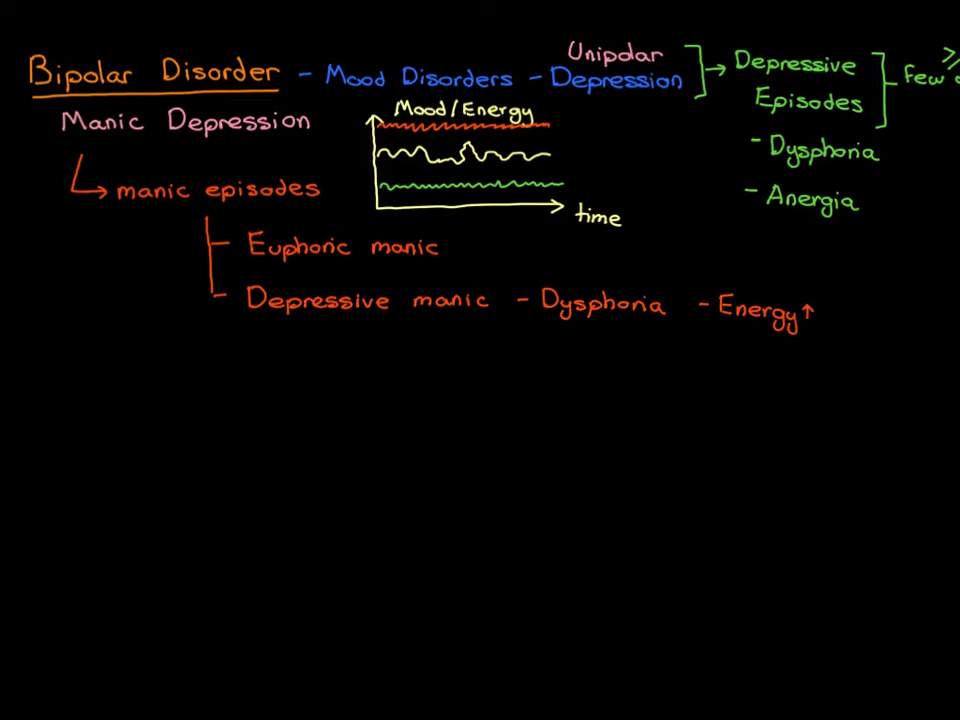 Bipolar Disorder - Mood Disorders - Unipolar Depression → Depressive Episodes
Few
Manic Depression
Mood/Energy
time
- Dysphoria
- Anergia
→ manic episodes
- Euphoric manic
- Depressive manic - Dysphoria - Energy ↑